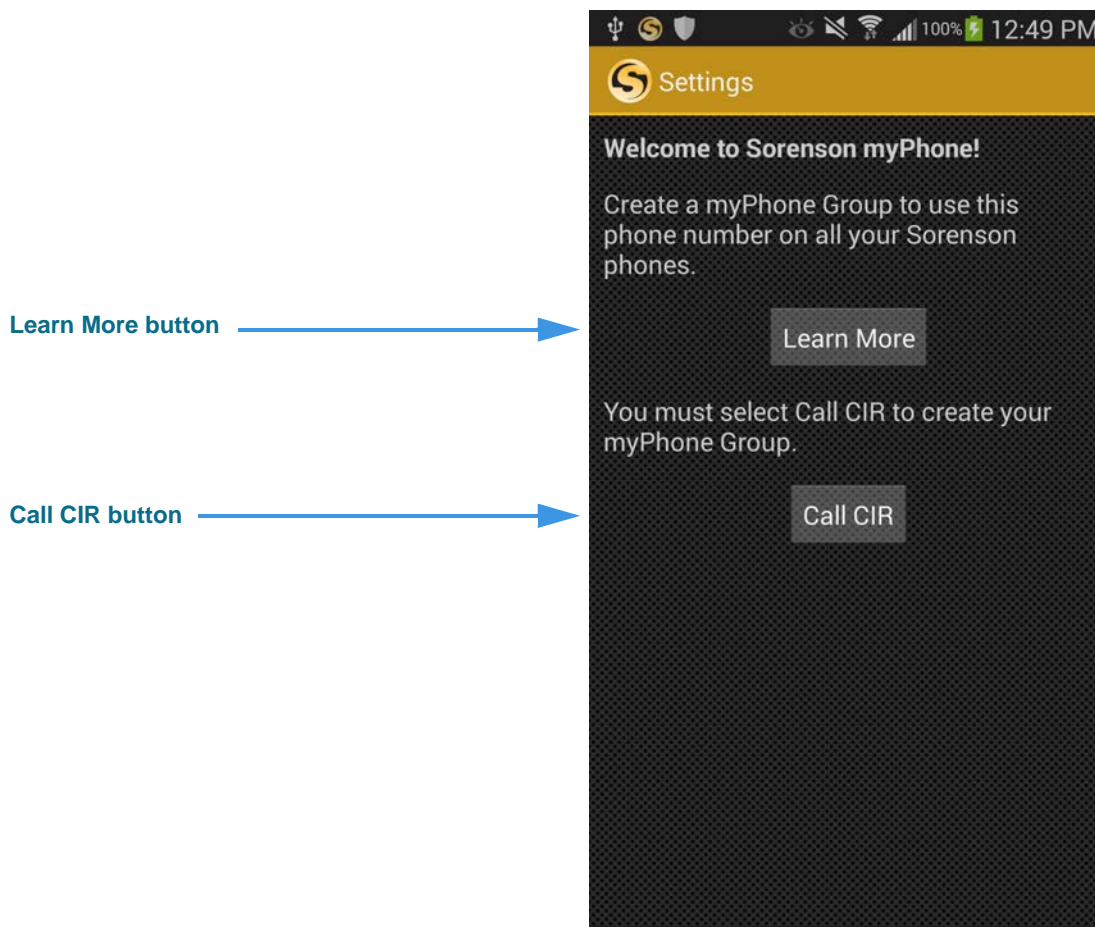 100% 12:49 PM
Settings
Welcome to Sorenson myPhone!
Create a myPhone Group to use this
phone number on all your Sorenson
phones.
Learn More button
Learn More
You must select Call CIR to create your
myPhone Group.
Call CIR button
Call CIR